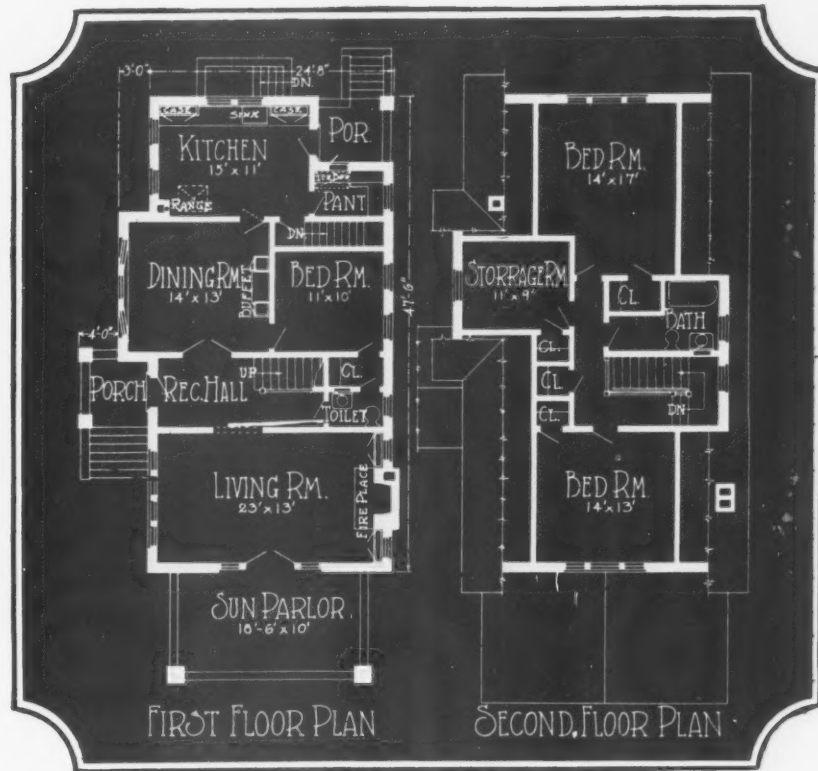 3'-0"
24'-8"
DN.
CASE
SINK
CASE
POR.
KITCHEN
15' x 11'
ICE BOX
PANT
RANGE
DN
DINING RM.
14' x 13'
BUFFET
BED RM.
11' x 10'
47'-6"
4'-0"
PORCH
REC. HALL
UP
CL.
TOILET
LIVING RM.
23' x 13'
FIRE PLACE
SUN PARLOR.
18'-6" x 10'
FIRST FLOOR PLAN
BED RM.
14' x 17'
STORRAGE RM.
11' x 9'
CL.
BATH
CL.
CL.
CL.
DN
BED RM.
14' x 13'
SECOND, FLOOR PLAN